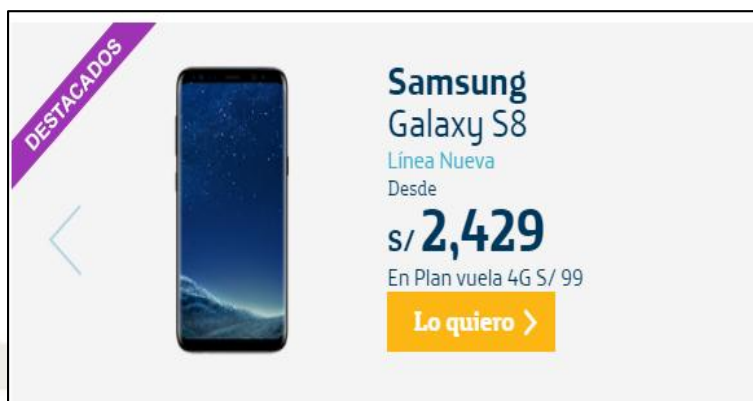 DESTACADOS
Samsung
Galaxy S8
Línea Nueva
Desde
S/ 2,429
En Plan vuela 4G S/ 99
Lo quiero